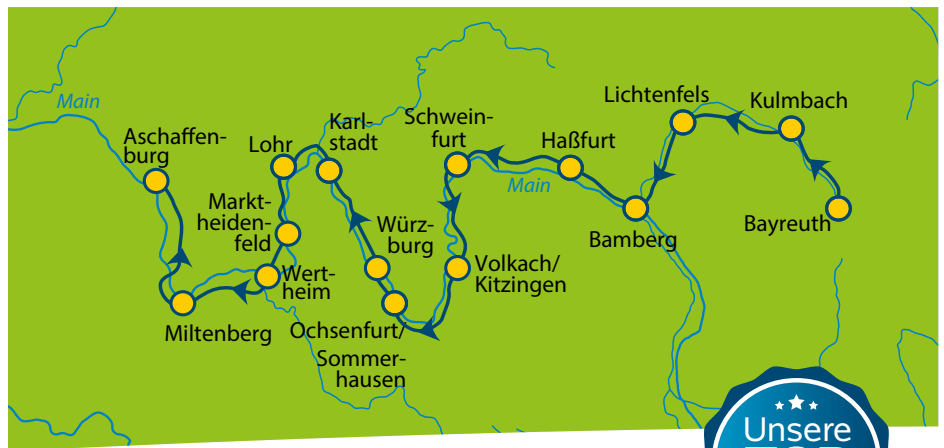 Main
Aschaffen-
burg
Lohr
Karl-
stadt
Schwein-
furt
Haßfurt
Lichtenfels
Kulmbach
Main
Markt-
heiden-
feld
Würz-
burg
Bamberg
Bayreuth
Wert-
heim
Volkach/
Kitzingen
Miltenberg
Ochsenfurt/
Sommer-
hausen
Unsere